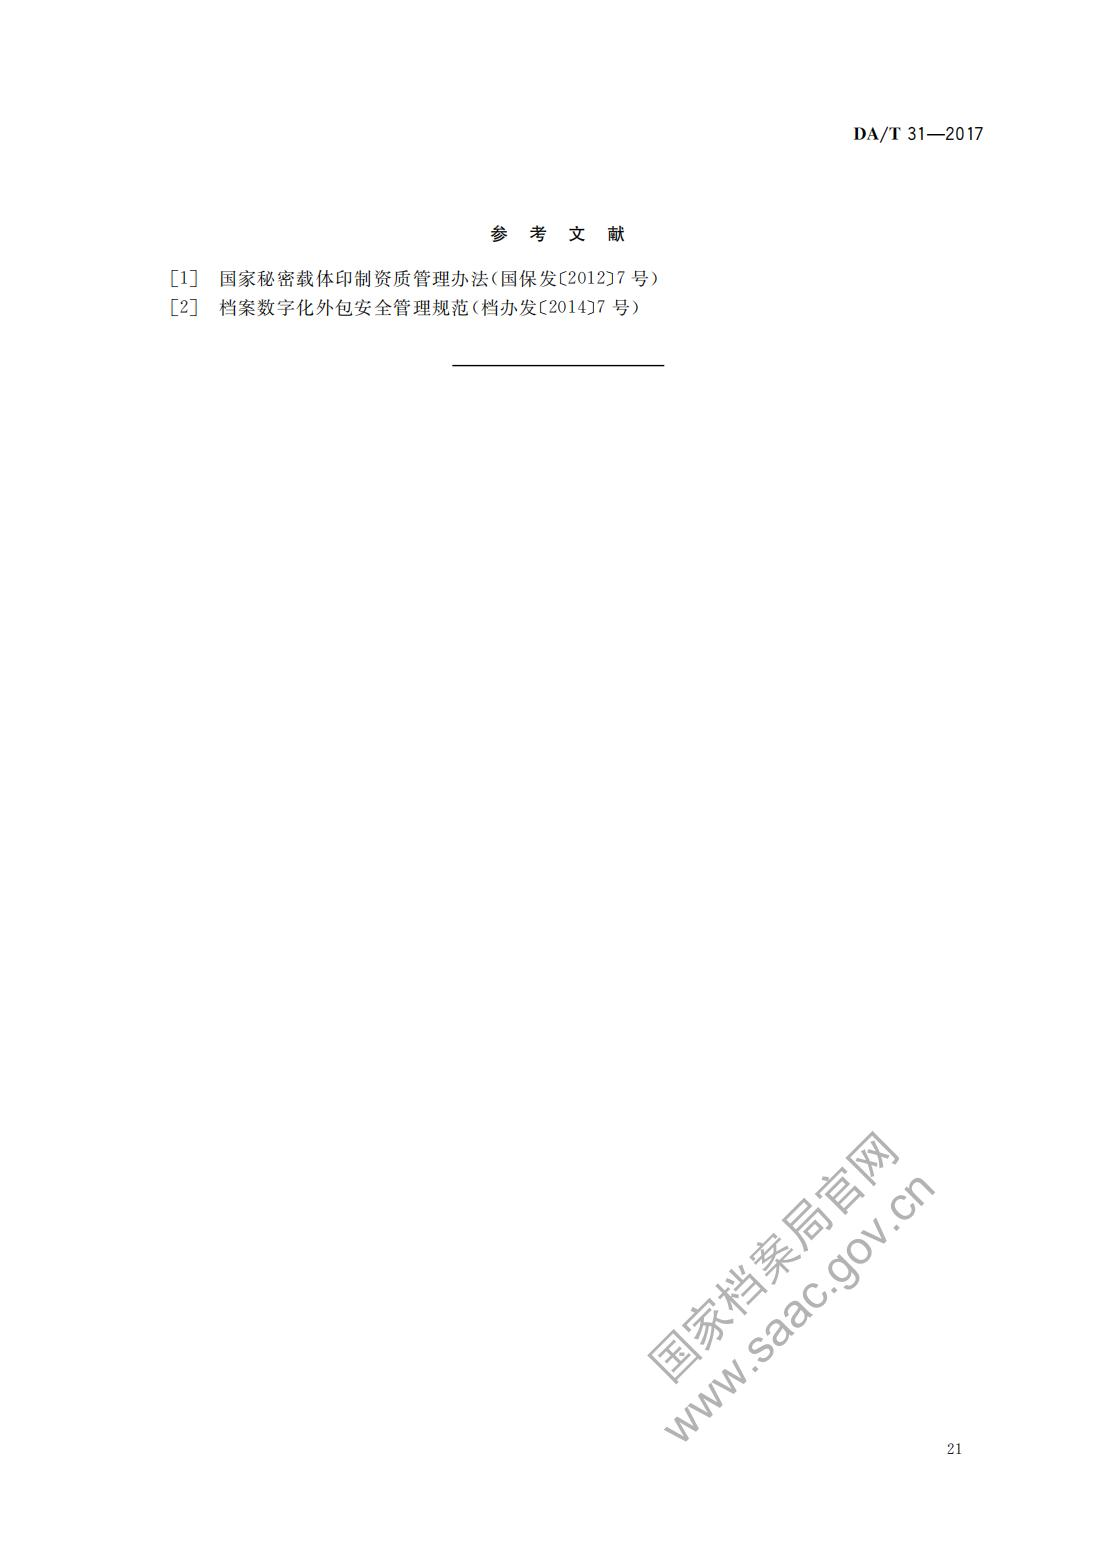 DA/T 31—2017
参 考 文 献
[1] 国家秘密载体印制资质管理办法(国保发〔2012〕7 号)
[2] 档案数字化外包安全管理规范(档办发〔2014〕7 号)
国家档案局官网
www.saac.gov.cn
21